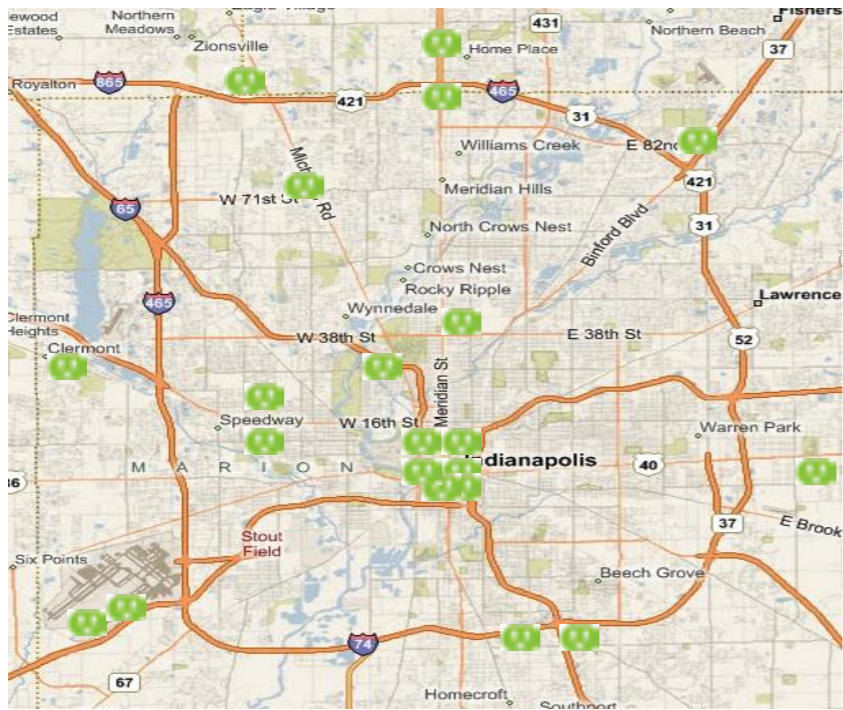 ewood
Estates
Northern
Meadows
Zionsville
431
Home Place
Northern Beach
Fishers
37
Royalton
865
421
465
31
Williams Creek
E 82n
W 71st St
Meridian Hills
421
65
North Crows Nest
Binford Blvd
31
Crows Nest
Rocky Ripple
465
Wynnedale
Lawrence
Clermont
Heights
Clermont
W 38th St
E 38th St
52
Meridian St
Speedway
W 16th St
Warren Park
MARION
Indianapolis
40
36
37
E Brook
Stout
Field
Six Points
Beech Grove
74
67
Homecroft
Southport